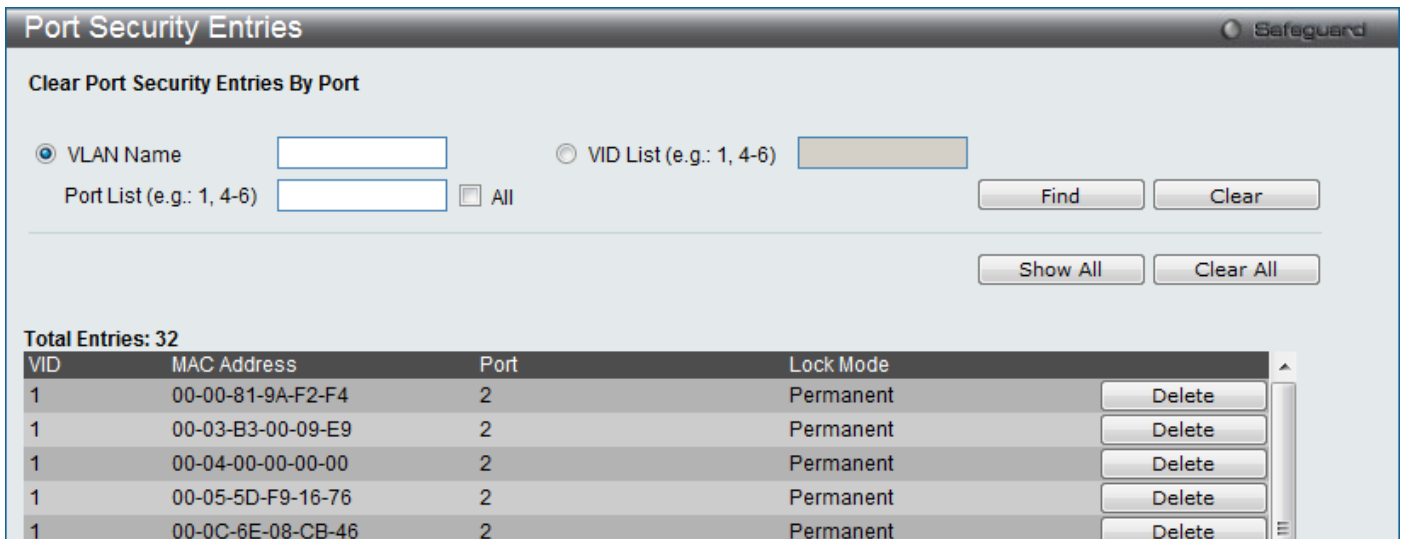 Port Security Entries Safeguard
Clear Port Security Entries By Port
VLAN Name VID List (e.g.: 1, 4-6)
Port List (e.g.: 1, 4-6) All Find Clear
Show All Clear All
Total Entries: 32
VID MAC Address Port Lock Mode
1 00-00-81-9A-F2-F4 2 Permanent Delete
1 00-03-B3-00-09-E9 2 Permanent Delete
1 00-04-00-00-00-00 2 Permanent Delete
1 00-05-5D-F9-16-76 2 Permanent Delete
1 00-0C-6E-08-CB-46 2 Permanent Delete